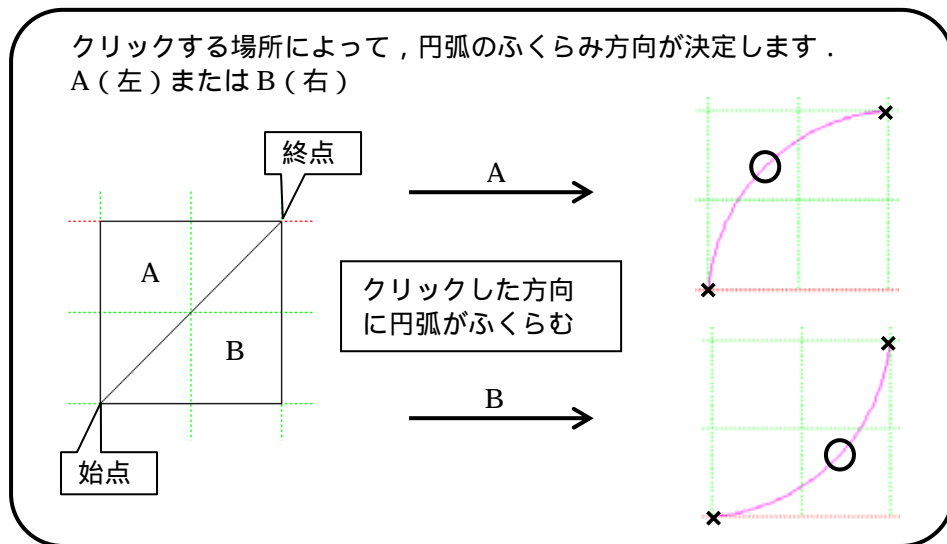 クリックする場所によって，円弧のふくらみ方向が決定します．
A（左）または B（右）
終点
A
A
クリックした方向
に円弧がふくらむ
B
B
始点